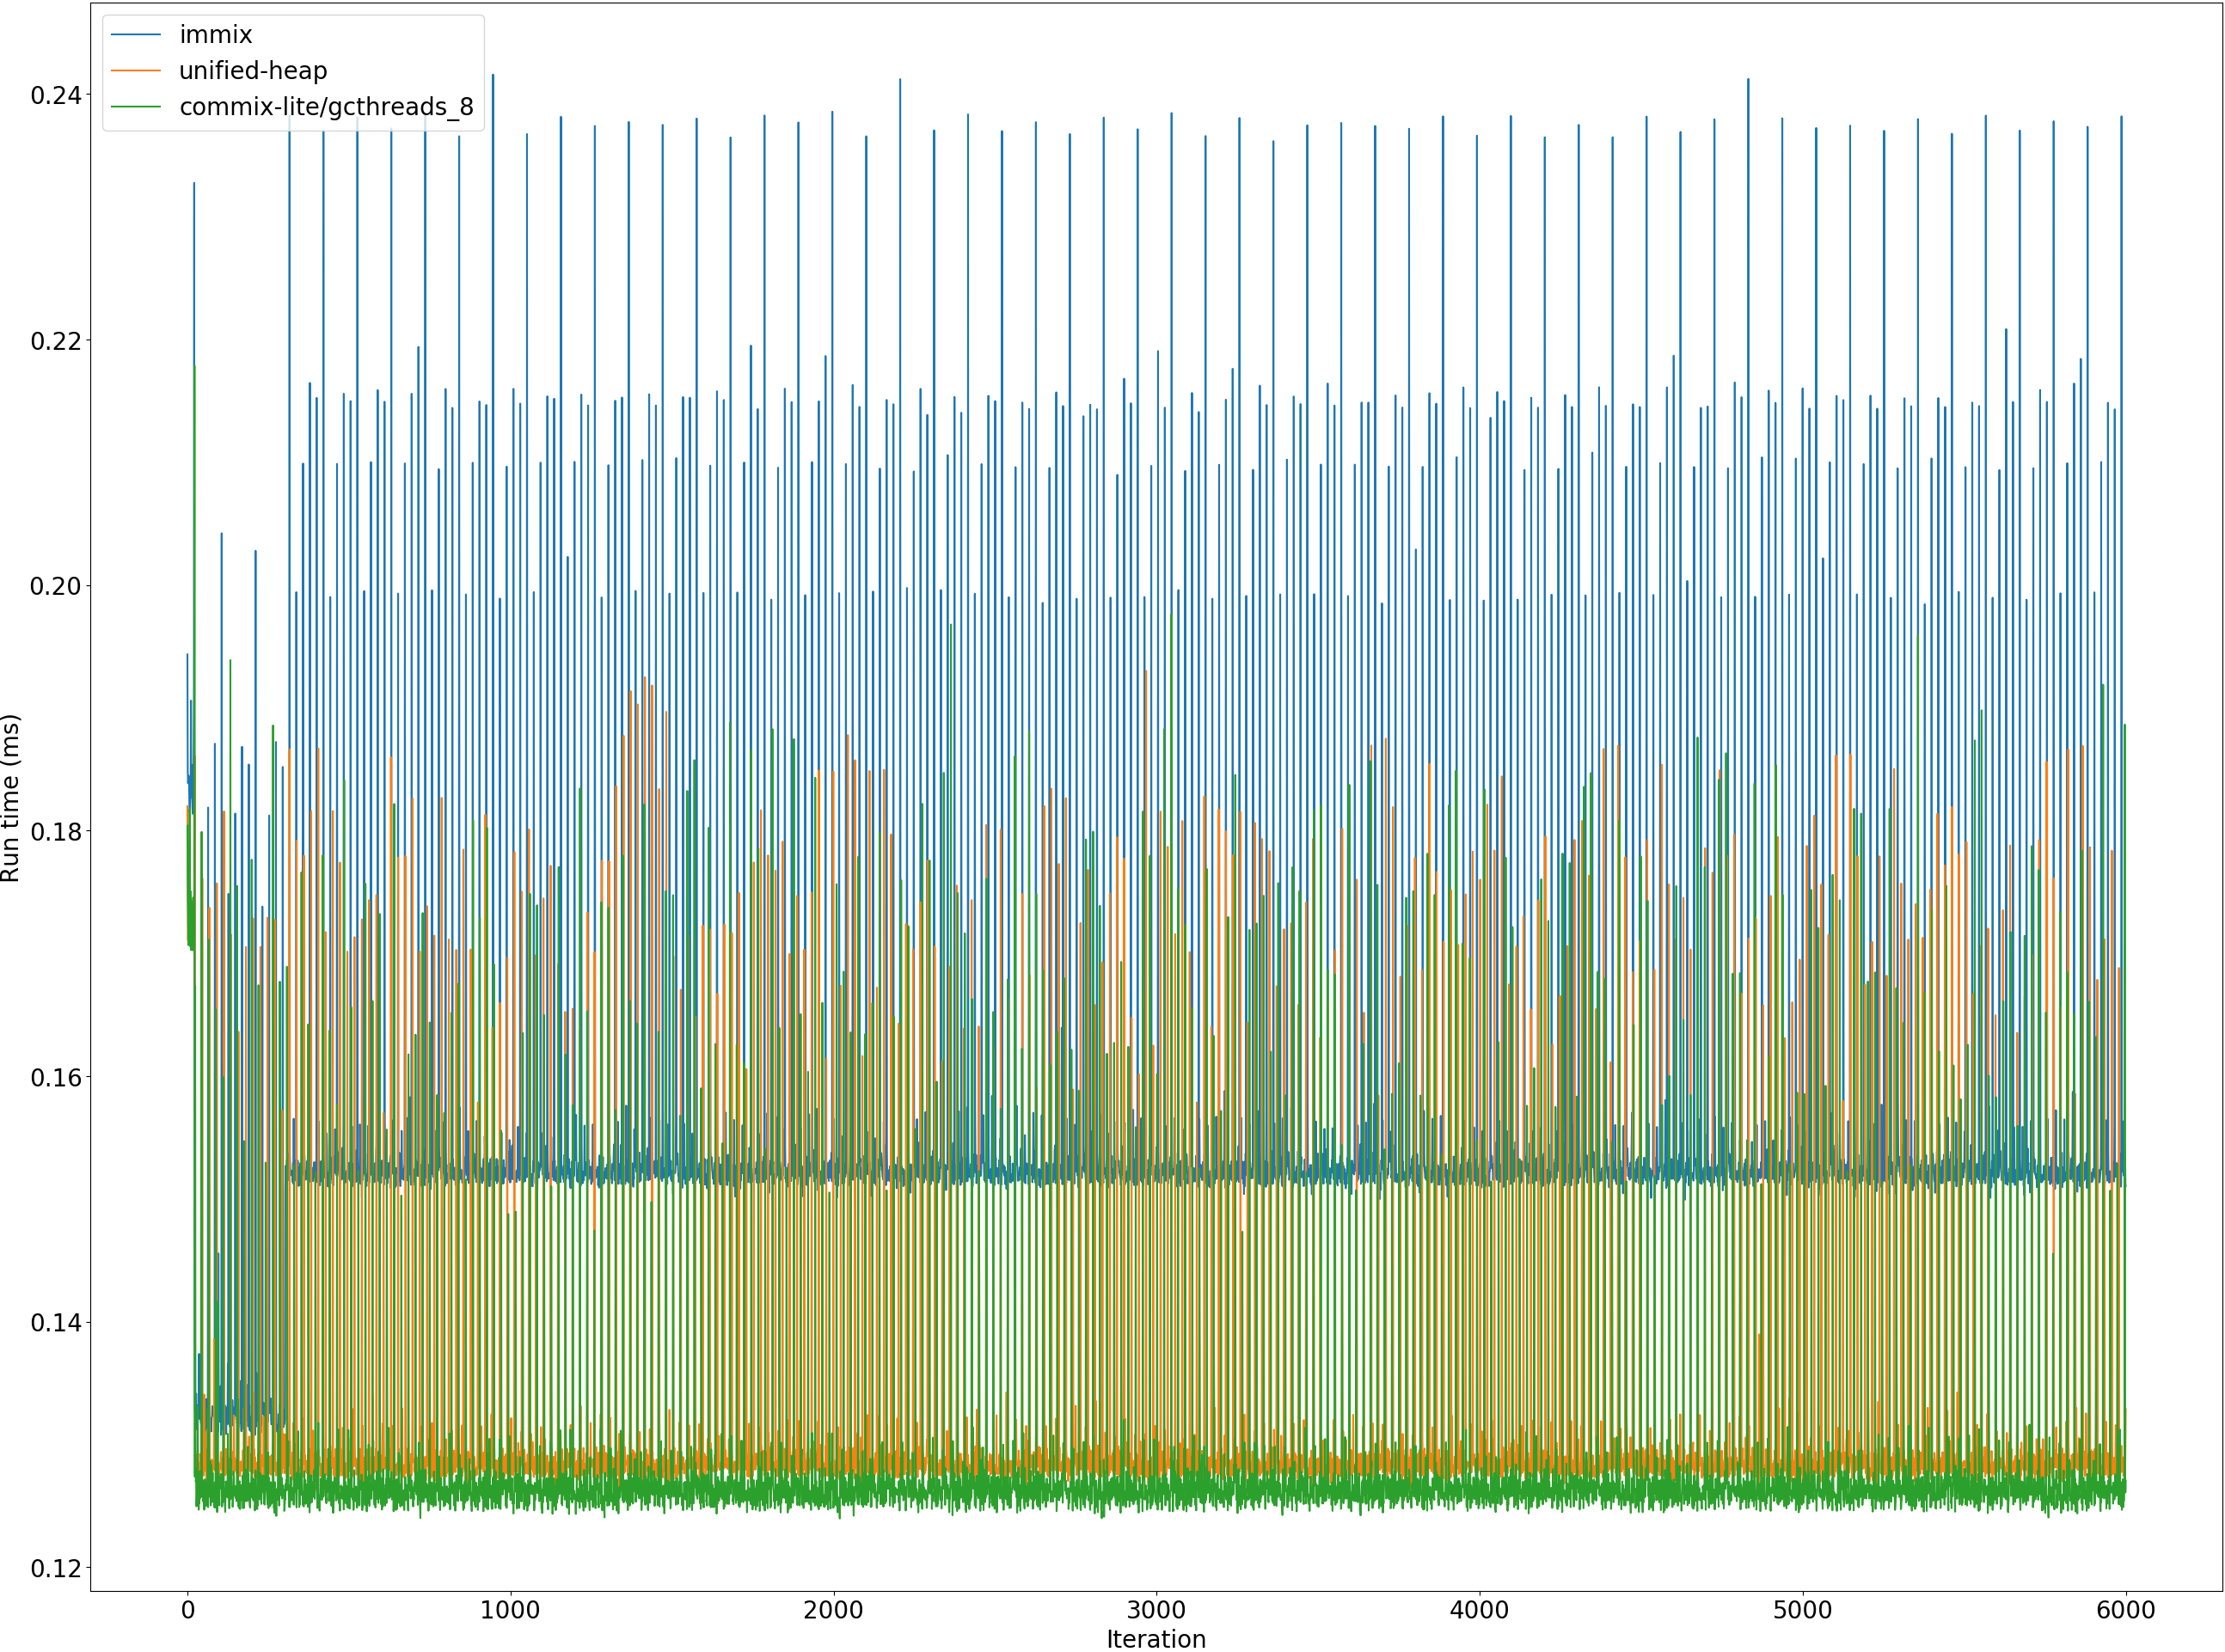 immix
unified-heap
commix-lite/gcthreads_8
0.24
0.22
0.20
0.18
0.16
0.14
0.12
Run time (ms)
0 1000 2000 3000 4000 5000 6000
Iteration